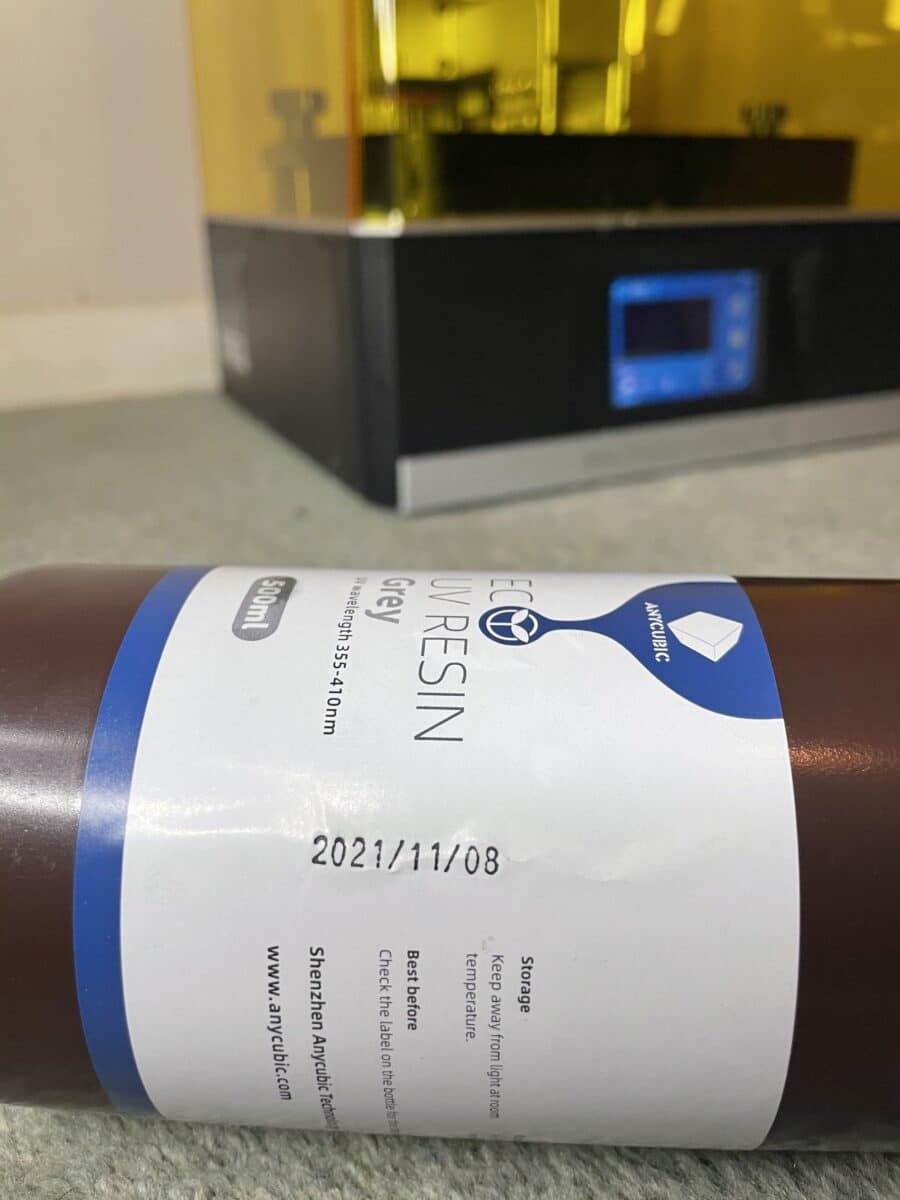 ANYCUBIC
ECO
UV RESIN
Grey
UV wavelength 355-410nm
500ml
2021/11/08
Storage
Keep away from light at room
temperature.
Best before
Check the label on the bottle for
Shenzhen Anycubic
www.anycubic.com